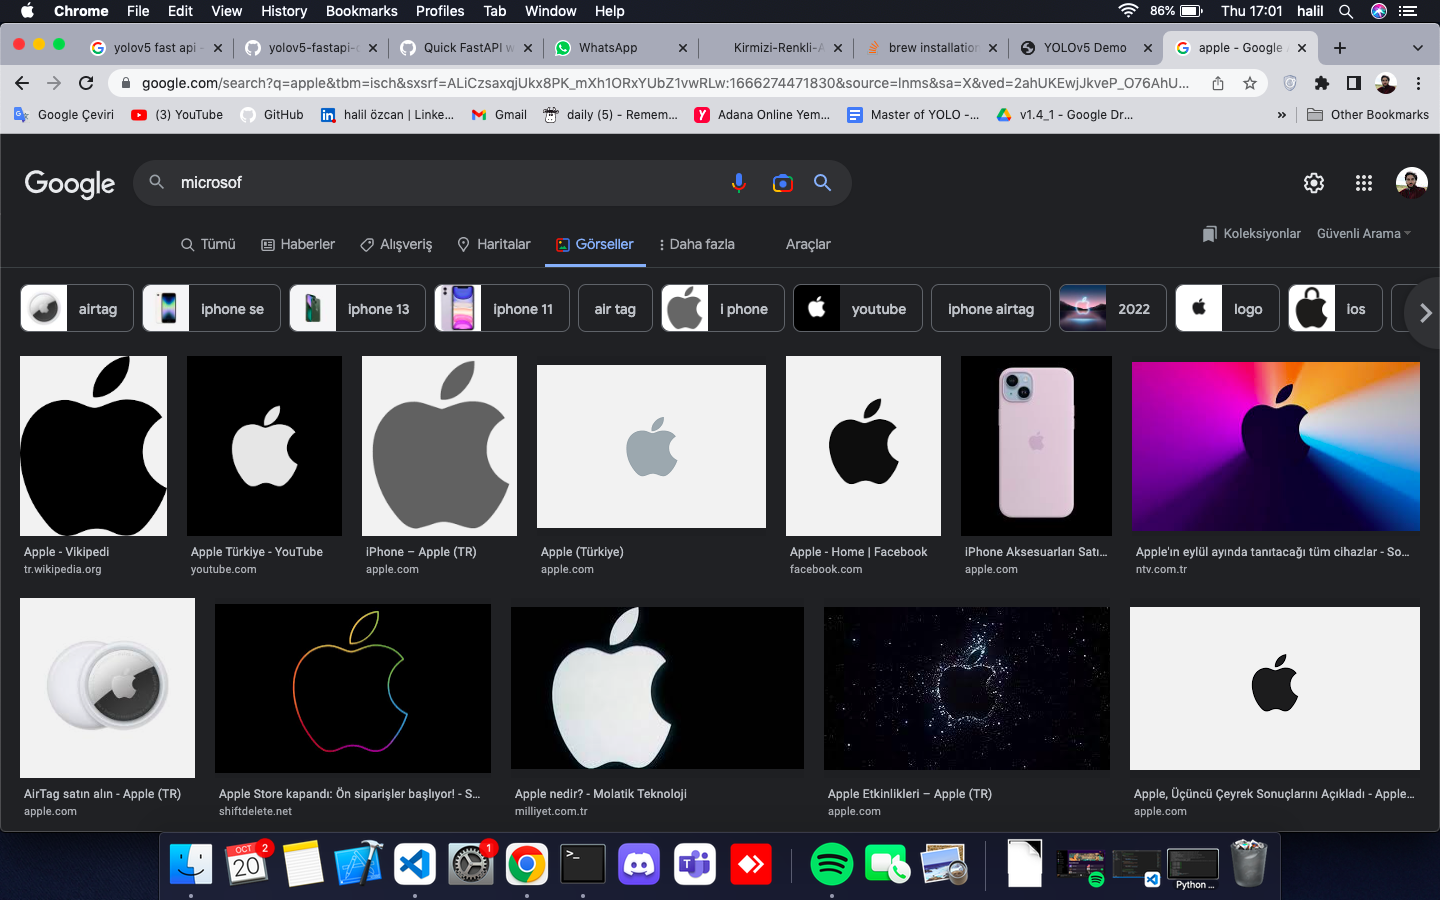 Chrome File Edit View History Bookmarks Profiles Tab Window Help 86% Thu 17:01 halil
yolov5 fast api - yolov5-fastapi- Quick FastAPI w WhatsApp Kirmizi-Renkli-A brew installation YOLOv5 Demo apple - Google A
google.com/search?q=apple&tbm=isch&sxsrf=ALiCzsaxqjUkx8PK_mXh1ORxYUbZ1vwRLw:1666274471830&source=lnms&sa=X&ved=2ahUKEwjJkveP_O76AhU...
Google Çeviri (3) YouTube GitHub halil özcan | Linke... Gmail daily (5) - Remem... Adana Online Yem... Master of YOLO -... v1.4_1 - Google Dr... » Other Bookmarks
Google microsof
Tümü Haberler Alışveriş Haritalar Görseller Daha fazla Araçlar Koleksiyonlar Güvenli Arama
airtag iphone se iphone 13 iphone 11 air tag i phone youtube iphone airtag 2022 logo ios
Apple - Vikipedi Apple Türkiye - YouTube iPhone – Apple (TR) Apple (Türkiye) Apple - Home | Facebook iPhone Aksesuarları Satı... Apple'ın eylül ayında tanıtacağı tüm cihazlar - So...
tr.wikipedia.org youtube.com apple.com apple.com facebook.com apple.com ntv.com.tr
AirTag satın alın - Apple (TR) Apple Store kapandı: Ön siparişler başlıyor! - S... Apple nedir? - Molatik Teknoloji Apple Etkinlikleri – Apple (TR) Apple, Üçüncü Çeyrek Sonuçlarını Açıkladı - Apple...
apple.com shiftdelete.net milliyet.com.tr apple.com apple.com
OCT 20 2 1 >_ Python ...